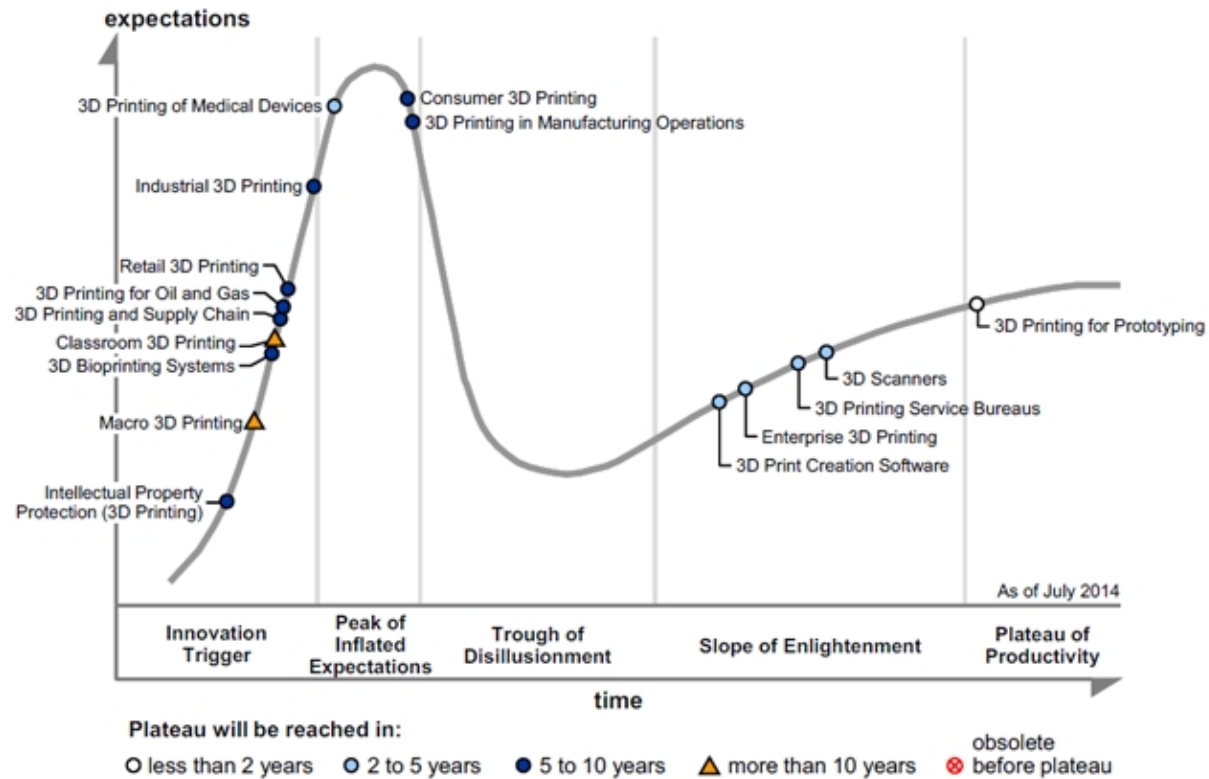 expectations
3D Printing of Medical Devices
Consumer 3D Printing
3D Printing in Manufacturing Operations
Industrial 3D Printing
Retail 3D Printing
3D Printing for Oil and Gas
3D Printing and Supply Chain
Classroom 3D Printing
3D Bioprinting Systems
Macro 3D Printing
Intellectual Property
Protection (3D Printing)
3D Printing for Prototyping
3D Scanners
3D Printing Service Bureaus
Enterprise 3D Printing
3D Print Creation Software
As of July 2014
Innovation
Trigger
Peak of
Inflated
Expectations
Trough of
Disillusionment
Slope of Enlightenment
Plateau of
Productivity
time
Plateau will be reached in:
less than 2 years
2 to 5 years
5 to 10 years
more than 10 years
obsolete
before plateau